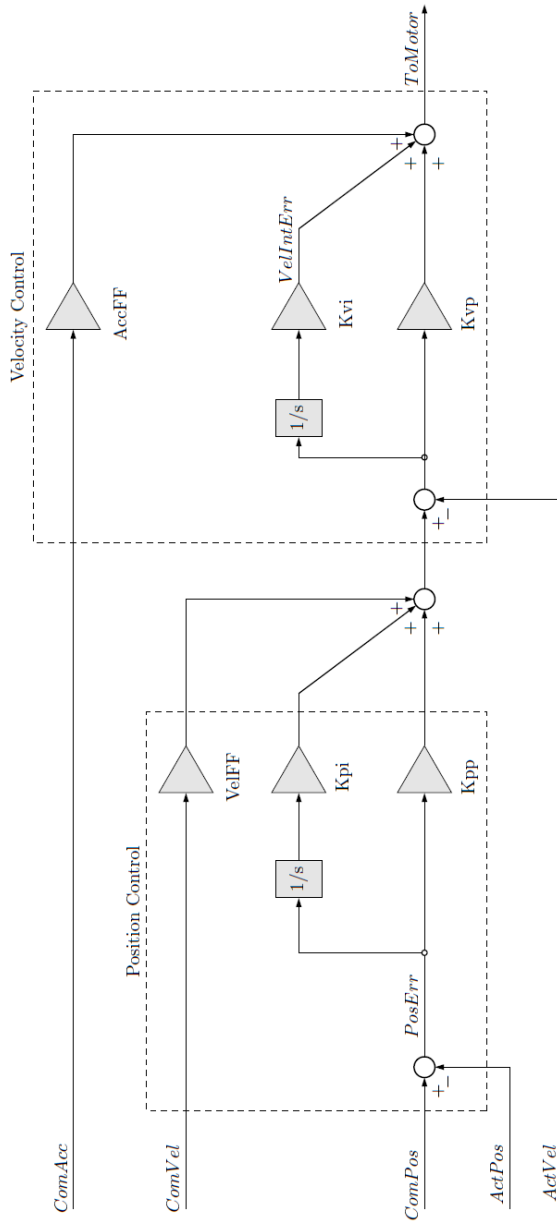 Velocity Control
Position Control
ComAcc
AccFF
ComVel
VelFF
1/s
Kpi
1/s
Kvi
VelIntErr
+
+
+
+
+
+
ComPos
+
−
PosErr
Kpp
+
−
Kvp
ToMotor
ActPos
ActVel